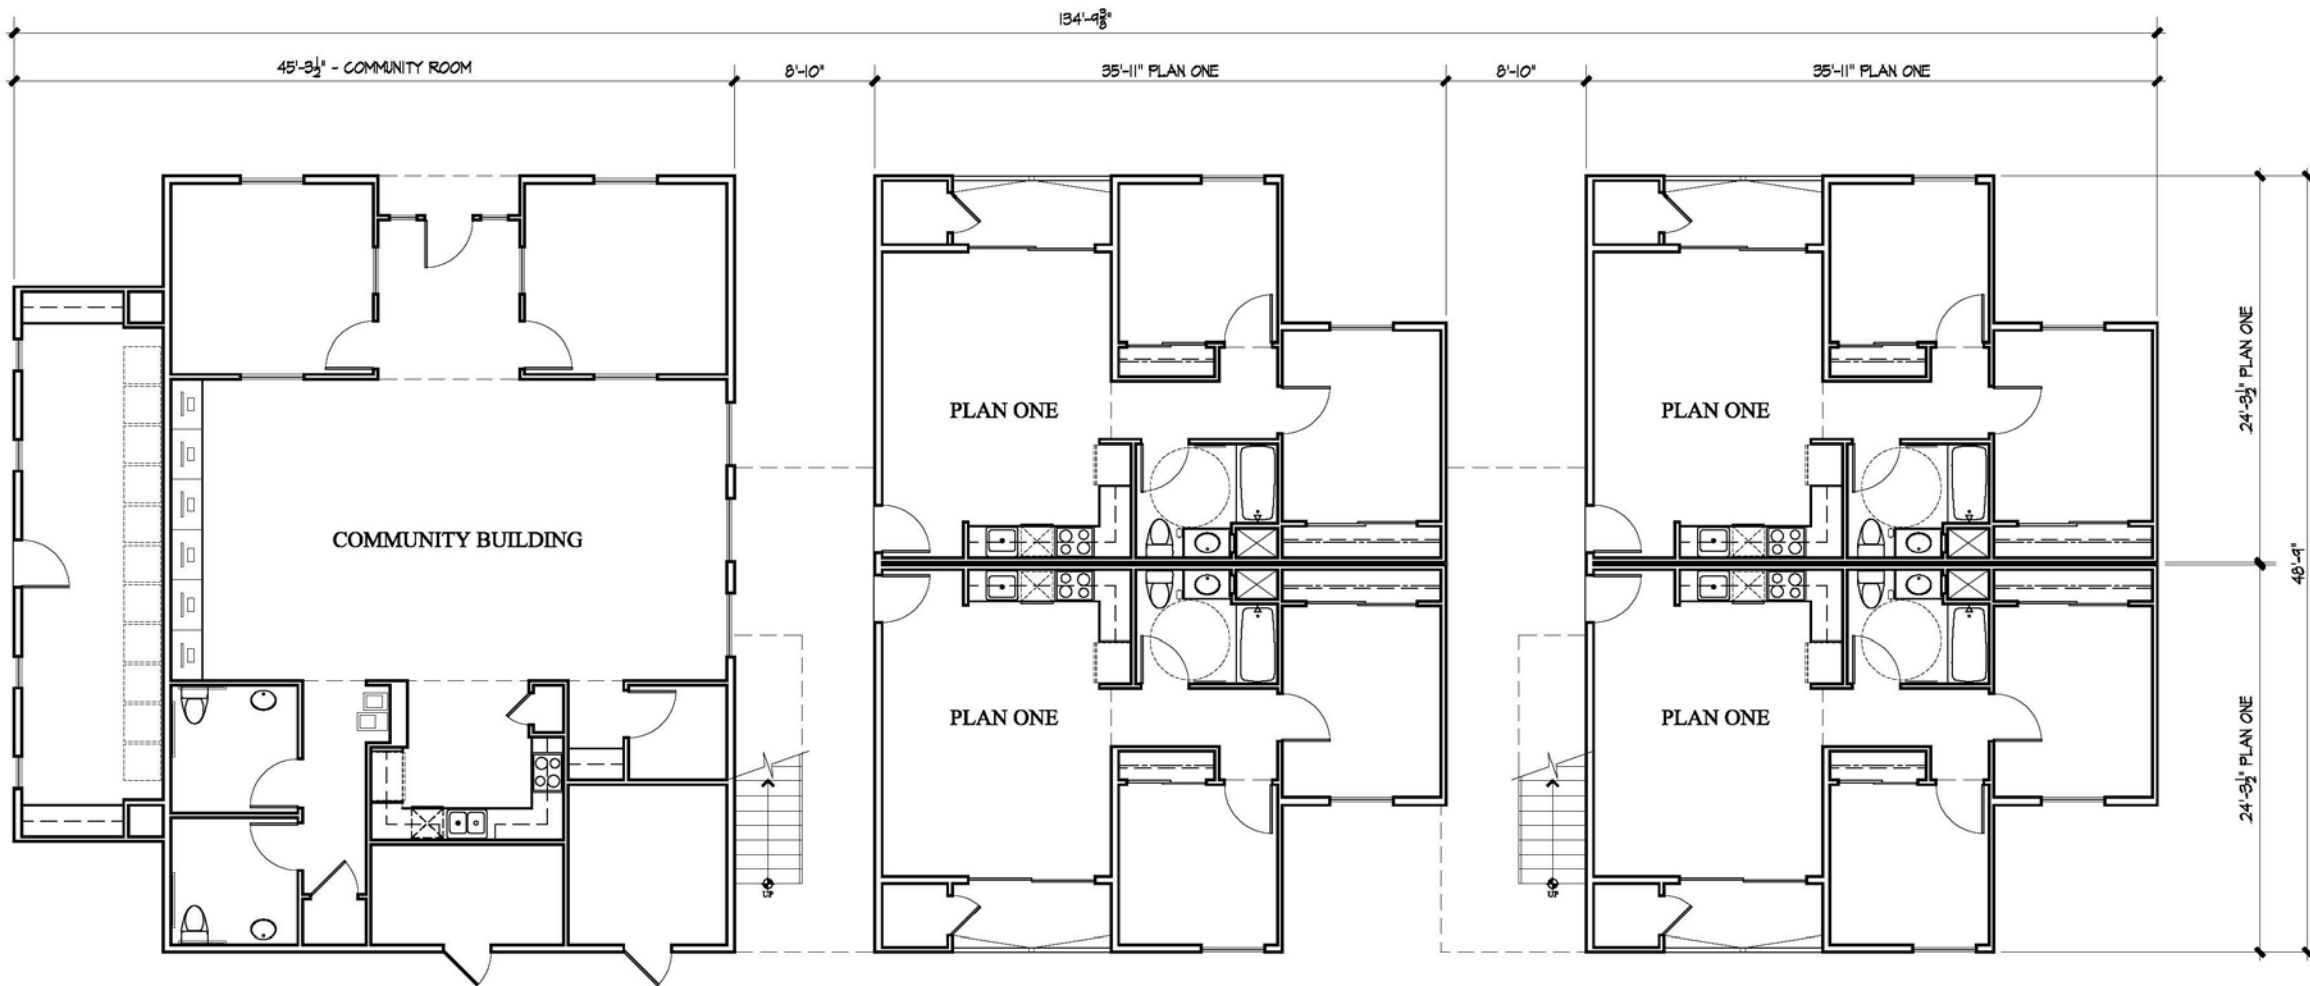 134'-9
45'-3½" - COMMUNITY ROOM
8'-10"
35'-11" PLAN ONE
8'-10"
35'-11" PLAN ONE
PLAN ONE
PLAN ONE
COMMUNITY BUILDING
PLAN ONE
PLAN ONE
UP
UP
24'-3½" PLAN ONE
24'-3½" PLAN ONE
48'-9"